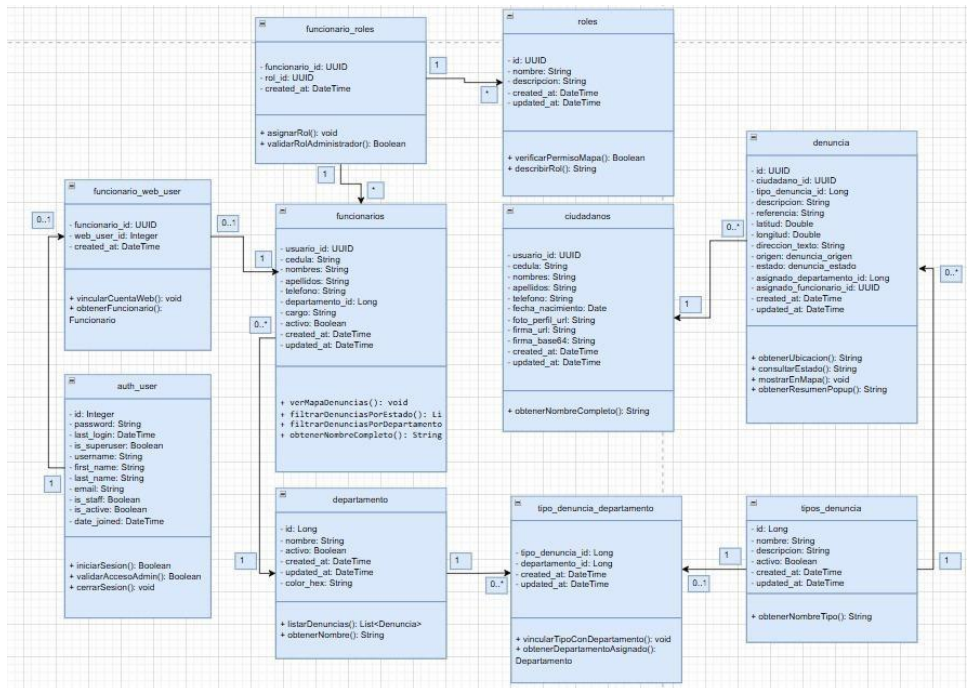 funcionario_roles
- funcionario_id: UUID
- rol_id: UUID
- created_at: DateTime
+ asignarRol(): void
+ validarRolAdministrador(): Boolean
1
*
1
*
roles
- id: UUID
- nombre: String
- descripcion: String
- created_at: DateTime
- updated_at: DateTime
+ verificarPermisoMapa(): Boolean
+ describirRol(): String
denuncia
- id: UUID
- ciudadano_id: UUID
- tipo_denuncia_id: Long
- descripcion: String
- referencia: String
- latitud: Double
- longitud: Double
- direccion_texto: String
- origen: denuncia_origen
- estado: denuncia_estado
- asignado_departamento_id: Long
- asignado_funcionario_id: UUID
- created_at: DateTime
- updated_at: DateTime
+ obtenerUbicacion(): String
+ consultarEstado(): String
+ mostrarEnMapa(): void
+ obtenerResumenPopup(): String
0..*
1
0..*
funcionario_web_user
- funcionario_id: UUID
- web_user_id: Integer
- created_at: DateTime
+ vincularCuentaWeb(): void
+ obtenerFuncionario():
Funcionario
0..1
0..1
1
funcionarios
- usuario_id: UUID
- cedula: String
- nombres: String
- apellidos: String
- telefono: String
- departamento_id: Long
- cargo: String
- activo: Boolean
- created_at: DateTime
- updated_at: DateTime
+ verMapaDenuncias(): void
+ filtrarDenunciasPorEstado(): Li
+ filtrarDenunciasPorDepartamento
+ obtenerNombreCompleto(): String
0..*
ciudadanos
- usuario_id: UUID
- cedula: String
- nombres: String
- apellidos: String
- telefono: String
- fecha_nacimiento: Date
- foto_perfil_url: String
- firma_url: String
- firma_base64: String
- created_at: DateTime
- updated_at: DateTime
+ obtenerNombreCompleto(): String
auth_user
- id: Integer
- password: String
- last_login: DateTime
- is_superuser: Boolean
- username: String
- first_name: String
- last_name: String
- email: String
- is_staff: Boolean
- is_active: Boolean
- date_joined: DateTime
+ iniciarSesion(): Boolean
+ validarAccesoAdmin(): Boolean
+ cerrarSesion(): void
1
departamento
- id: Long
- nombre: String
- activo: Boolean
- created_at: DateTime
- updated_at: DateTime
- color_hex: String
+ listarDenuncias(): List<Denuncia>
+ obtenerNombre(): String
1
1
0..*
tipo_denuncia_departamento
- tipo_denuncia_id: Long
- departamento_id: Long
- created_at: DateTime
- updated_at: DateTime
+ vincularTipoConDepartamento(): void
+ obtenerDepartamentoAsignado():
Departamento
1
0..1
tipos_denuncia
- id: Long
- nombre: String
- descripcion: String
- activo: Boolean
- created_at: DateTime
- updated_at: DateTime
+ obtenerNombreTipo(): String
1